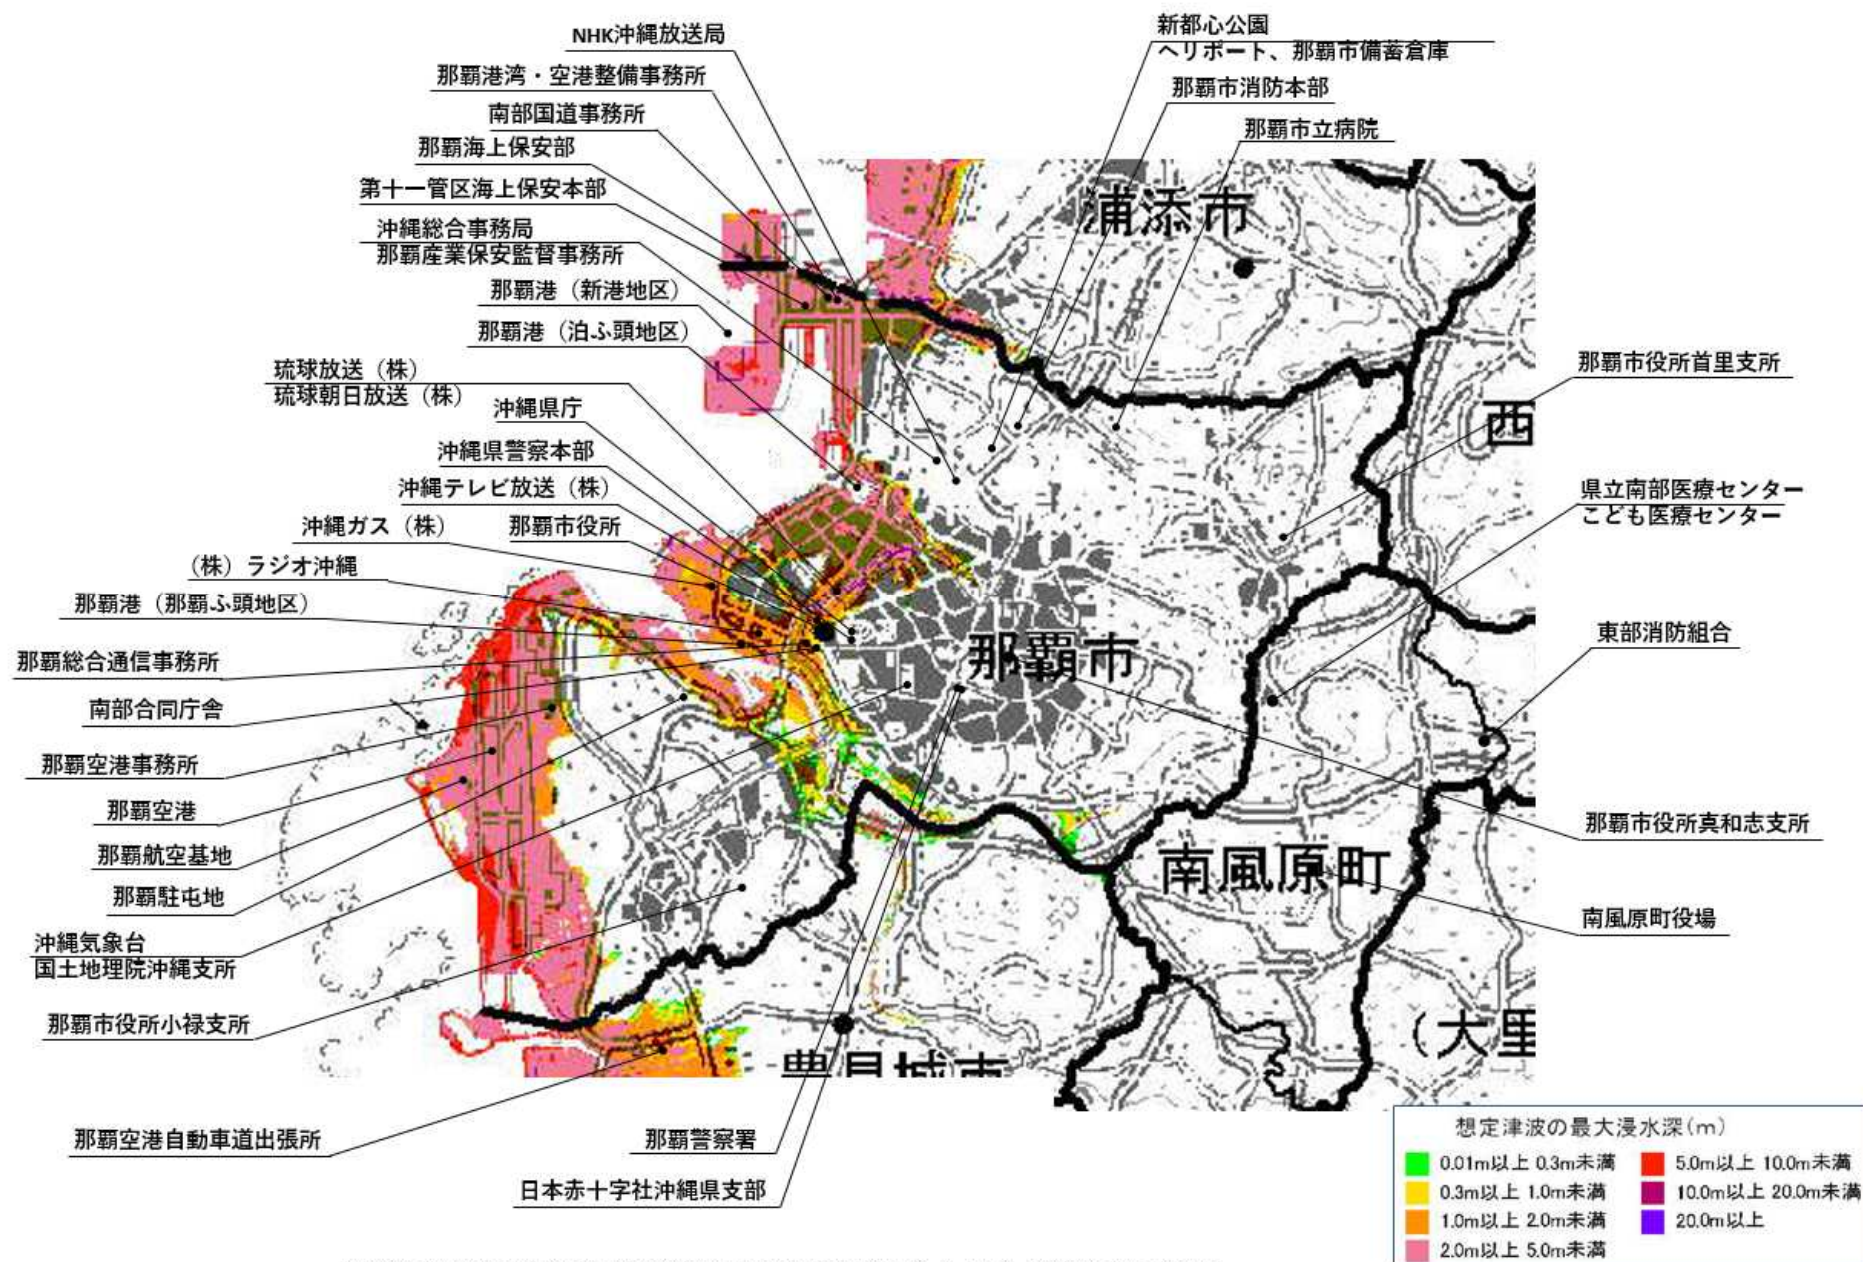 NHK沖縄放送局
那覇港湾・空港整備事務所
南部国道事務所
那覇海上保安部
第十一管区海上保安本部
沖縄総合事務局
那覇産業保安監督事務所
那覇港（新港地区）
那覇港（泊ふ頭地区）
琉球放送（株）
琉球朝日放送（株）
沖縄県庁
沖縄県警察本部
沖縄テレビ放送（株）
沖縄ガス（株）
那覇市役所
（株）ラジオ沖縄
那覇港（那覇ふ頭地区）
那覇総合通信事務所
南部合同庁舎
那覇空港事務所
那覇空港
那覇航空基地
那覇駐屯地
沖縄気象台
国土地理院沖縄支所
那覇市役所小禄支所
那覇空港自動車道出張所
那覇警察署
日本赤十字社沖縄県支部
新都心公園
ヘリポート、那覇市備蓄倉庫
那覇市消防本部
那覇市立病院
那覇市役所首里支所
県立南部医療センター
こども医療センター
東部消防組合
那覇市役所真和志支所
南風原町役場
浦添市
西
那覇市
南風原町
（大里
豊見城市
50
想定津波の最大浸水深(m)
0.01m以上 0.3m未満
0.3m以上 1.0m未満
1.0m以上 2.0m未満
2.0m以上 5.0m未満
5.0m以上 10.0m未満
10.0m以上 20.0m未満
20.0m以上